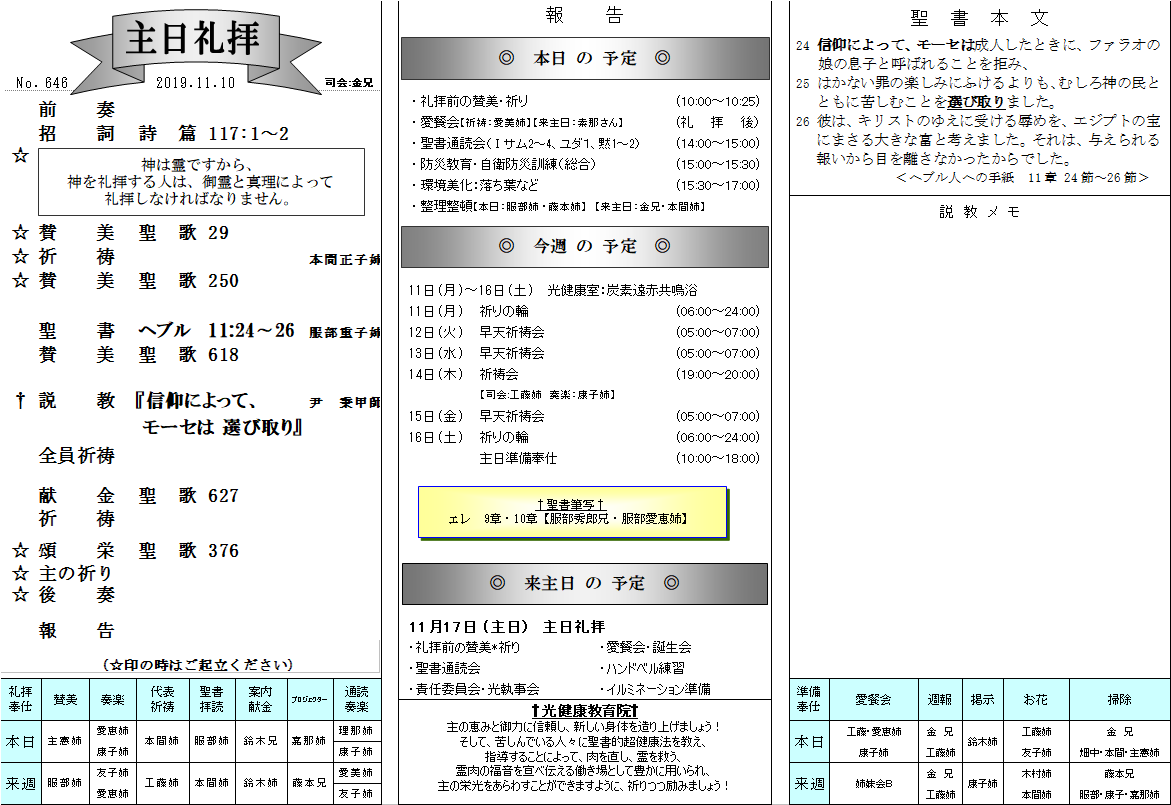 主日礼拝
No. 646
2019.11.10
司会:金兄
前 奏
招 詞 詩 篇 117:1～2
☆
神は霊ですから、
神を礼拝する人は、御霊と真理によって
礼拝しなければなりません。
☆ 賛 美 聖 歌 29
☆ 祈 祷 本間正子姉
☆ 賛 美 聖 歌 250
聖 書 ヘブル 11:24～26 服部重子姉
賛 美 聖 歌 618
† 説 教 『信仰によって、 尹 秉甲師
モーセは 選び取り』
全員祈祷
献 金 聖 歌 627
祈 祷
☆ 頌 栄 聖 歌 376
☆ 主の祈り
☆ 後 奏
報 告
(☆印の時はご起立ください)
礼拝奉仕 賛美 奏楽 代表祈祷 聖書拝読 案内献金 プロジェクター 通読奏楽
本日 主憲姉 愛恵姉 康子姉 本間姉 服部姉 鈴木兄 嘉那姉 理那姉 康子姉
来週 服部姉 友子姉 愛恵姉 工藤姉 本間姉 鈴木姉 藤本兄 愛美姉 友子姉
報 告
◎ 本日 の 予定 ◎
・礼拝前の賛美・祈り (10:00～10:25)
・愛餐会【祈祷：愛美姉】【来主日：素那さん】 (礼 拝 後)
・聖書通読会(Ⅰサム2～4、ユダ1、黙1～2) (14:00～15:00)
・防災教育・自衛防災訓練(総合) (15:00～15:30)
・環境美化：落ち葉など (15:30～17:00)
・整理整頓【本日：服部姉・藤本姉】 【来主日：金兄・本間姉】
◎ 今週 の 予定 ◎
11日(月)～16日(土) 光健康室：炭素遠赤共鳴浴
11日(月) 祈りの輪 (06:00～24:00)
12日(火) 早天祈祷会 (05:00～07:00)
13日(水) 早天祈祷会 (05:00～07:00)
14日(木) 祈祷会 (19:00～20:00)
【司会:工藤姉 奏楽：康子姉】
15日(金) 早天祈祷会 (05:00～07:00)
16日(土) 祈りの輪 (06:00～24:00)
主日準備奉仕 (10:00～18:00)
†聖書筆写†
エレ 9章・10章【服部秀郎兄・服部愛恵姉】
◎ 来主日 の 予定 ◎
11月17日(主日) 主日礼拝
・礼拝前の賛美*祈り ・愛餐会・誕生会
・聖書通読会 ・ハンドベル練習
・責任委員会・光執事会 ・イルミネーション準備
†光健康教育院†
主の恵みと御力に信頼し、新しい身体を造り上げましょう！
そして、苦しんでいる人々に聖書的超健康法を教え、
指導することによって、肉を直し、霊を救う、
霊肉の福音を宣べ伝える働き場として豊かに用いられ、
主の栄光をあらわすことができますように、祈りつつ励みましょう！
聖 書 本 文
24 信仰によって、モーセは成人したときに、ファラオの
娘の息子と呼ばれることを拒み、
25 はかない罪の楽しみにふけるよりも、むしろ神の民と
ともに苦しむことを選び取りました。
26 彼は、キリストのゆえに受ける辱めを、エジプトの宝
にまさる大きな富と考えました。それは、与えられる
報いから目を離さなかったからでした。
＜ヘブル人への手紙 11章 24節～26節＞
説 教 メ モ
準備奉仕 愛餐会 週報 掲示 お花 掃除
本日 工藤・愛恵姉 康子姉 金 兄 工藤姉 鈴木姉 工藤姉 友子姉 金 兄 畑中・本間・主憲姉
来週 姉妹会B 金 兄 工藤姉 康子姉 木村姉 本間姉 藤本兄 服部・康子・嘉那姉